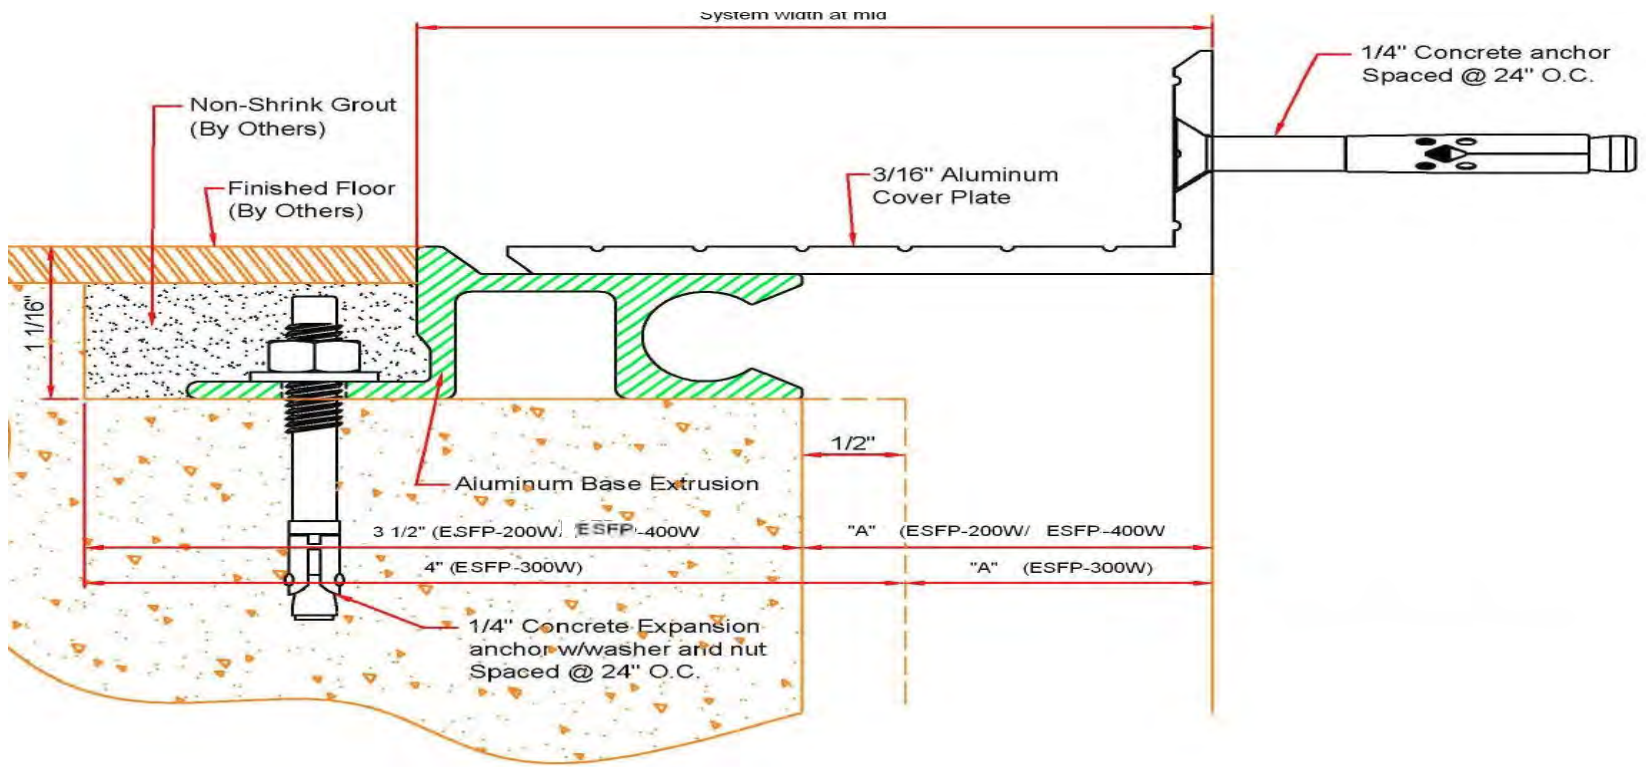 System width at mid
1/4" Concrete anchor
Spaced @ 24" O.C.
Non-Shrink Grout
(By Others)
Finished Floor
(By Others)
3/16" Aluminum
Cover Plate
1 1/16"
1/2"
Aluminum Base Extrusion
3 1/2" (ESFP-200W/ ESFP-400W
"A" (ESFP-200W/ ESFP-400W
4" (ESFP-300W)
"A" (ESFP-300W)
1/4" Concrete Expansion
anchor w/washer and nut
Spaced @ 24" O.C.